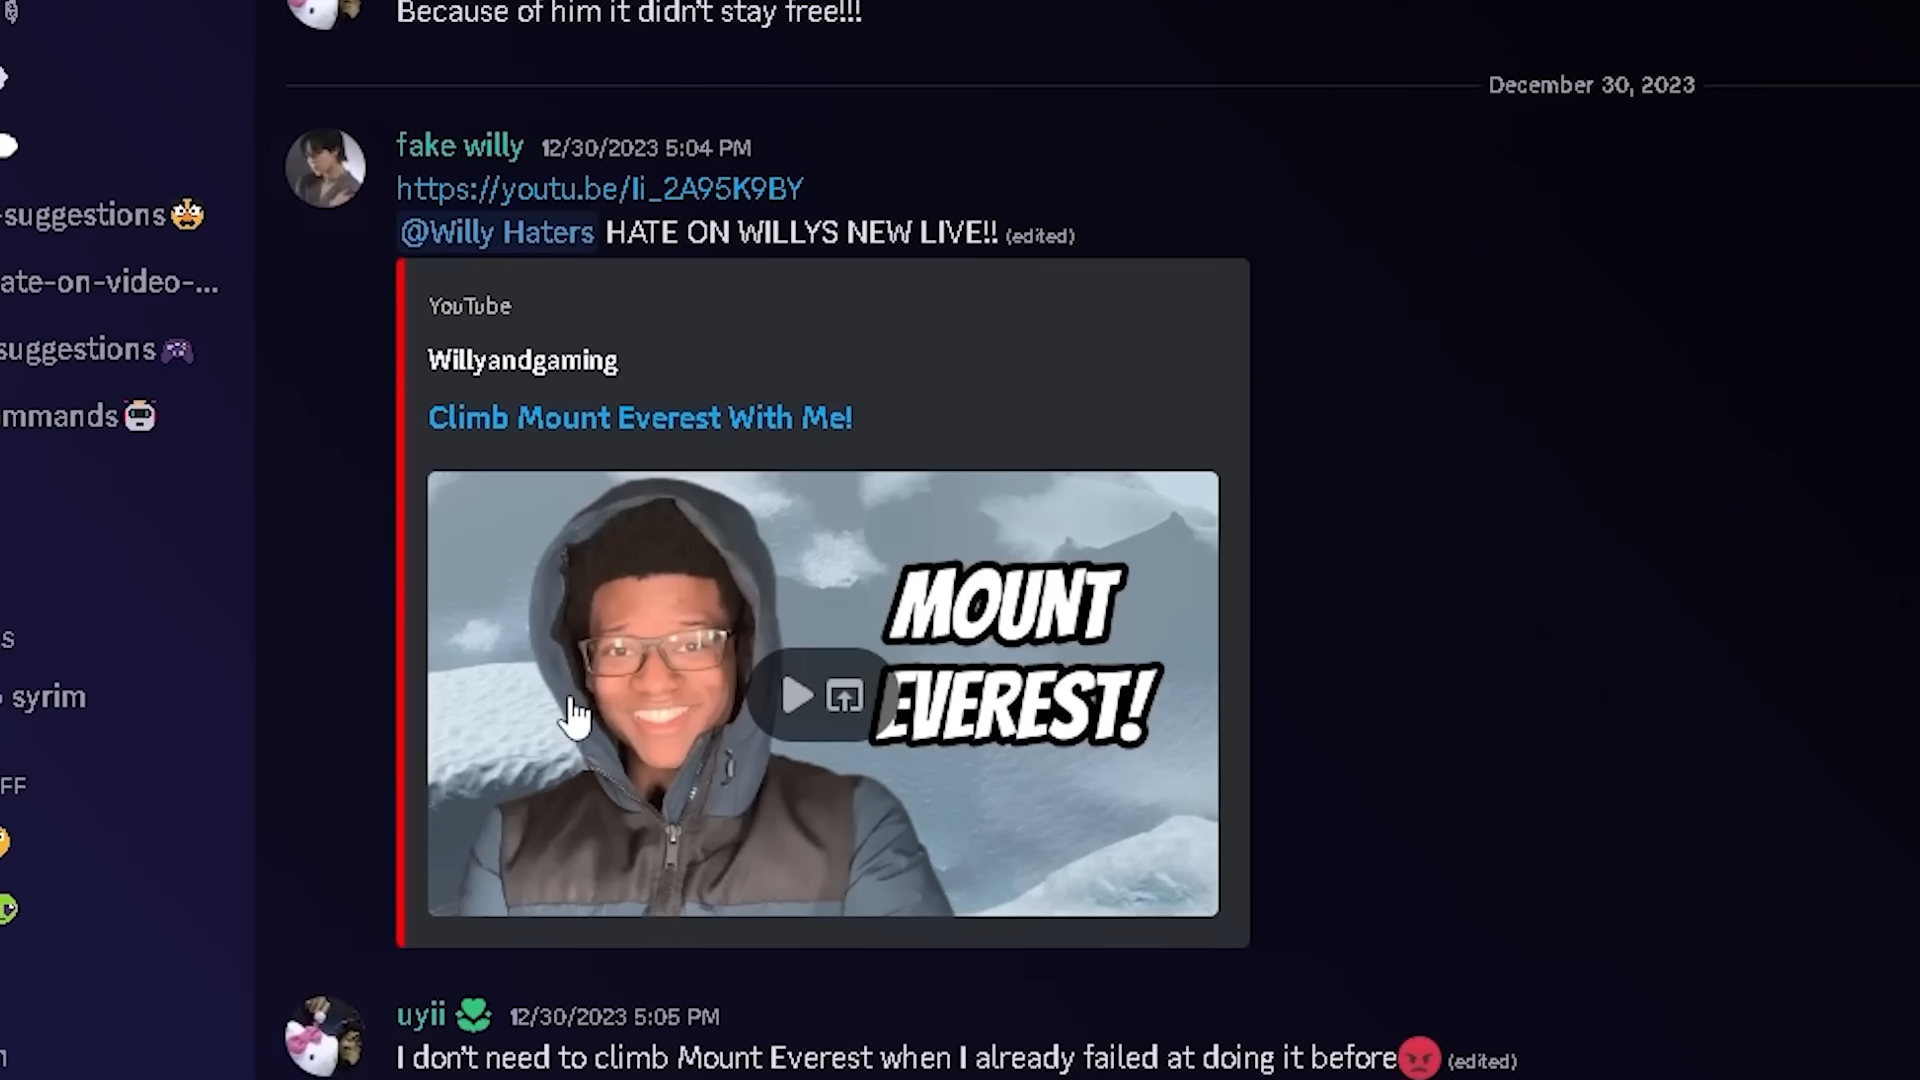 Because of him it didn't stay free!!!
December 30, 2023
fake willy 12/30/2023 5:04 PM
https://youtu.be/Ii_2A95K9BY
@Willy Haters HATE ON WILLYS NEW LIVE!! (edited)
-suggestions
ate-on-video-...
suggestions
mmands
YouTube
Willyandgaming
Climb Mount Everest With Me!
MOUNT
EVEREST!
s
syrim
FF
uyii 12/30/2023 5:05 PM
I don't need to climb Mount Everest when I already failed at doing it before (edited)